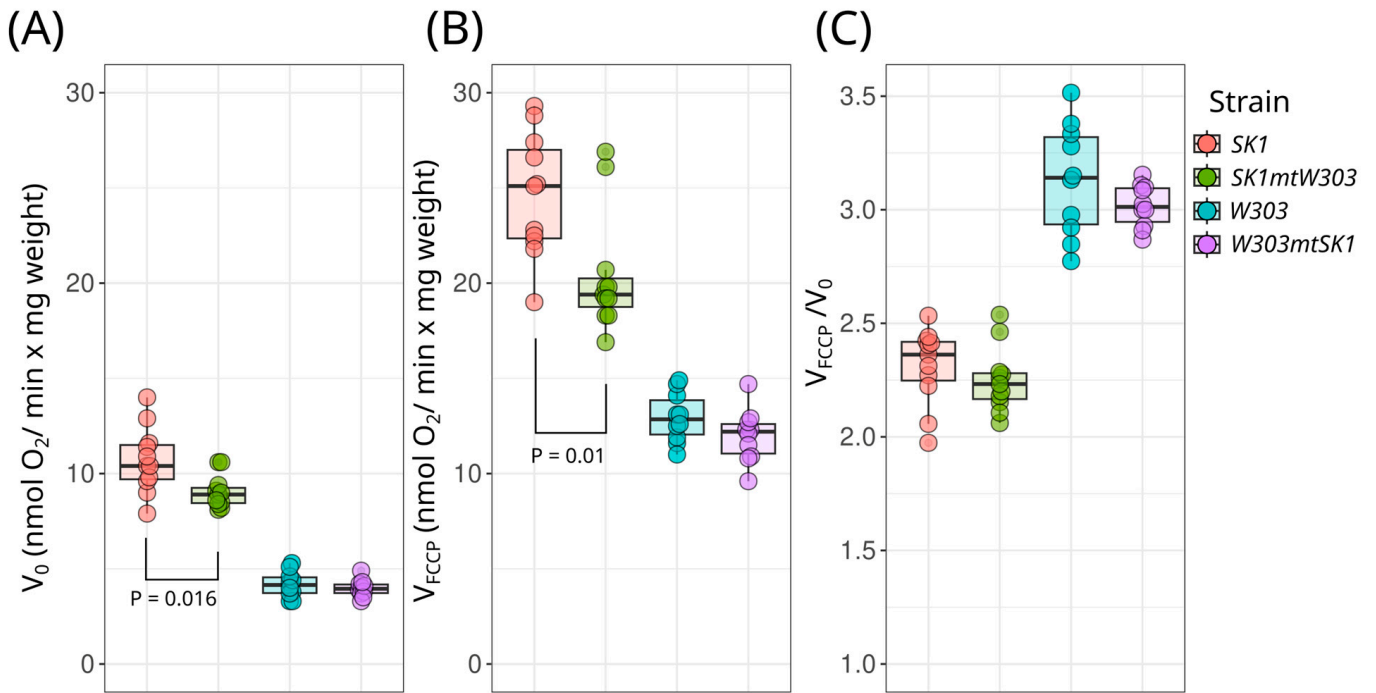 (A)
V₀ (nmol O₂/ min x mg weight)
30
20
10
0
P = 0.016
(B)
V_FCCP (nmol O₂/ min x mg weight)
30
20
10
0
P = 0.01
(C)
V_FCCP /V₀
3.5
3.0
2.5
2.0
1.5
1.0
Strain
SK1
SK1mtW303
W303
W303mtSK1